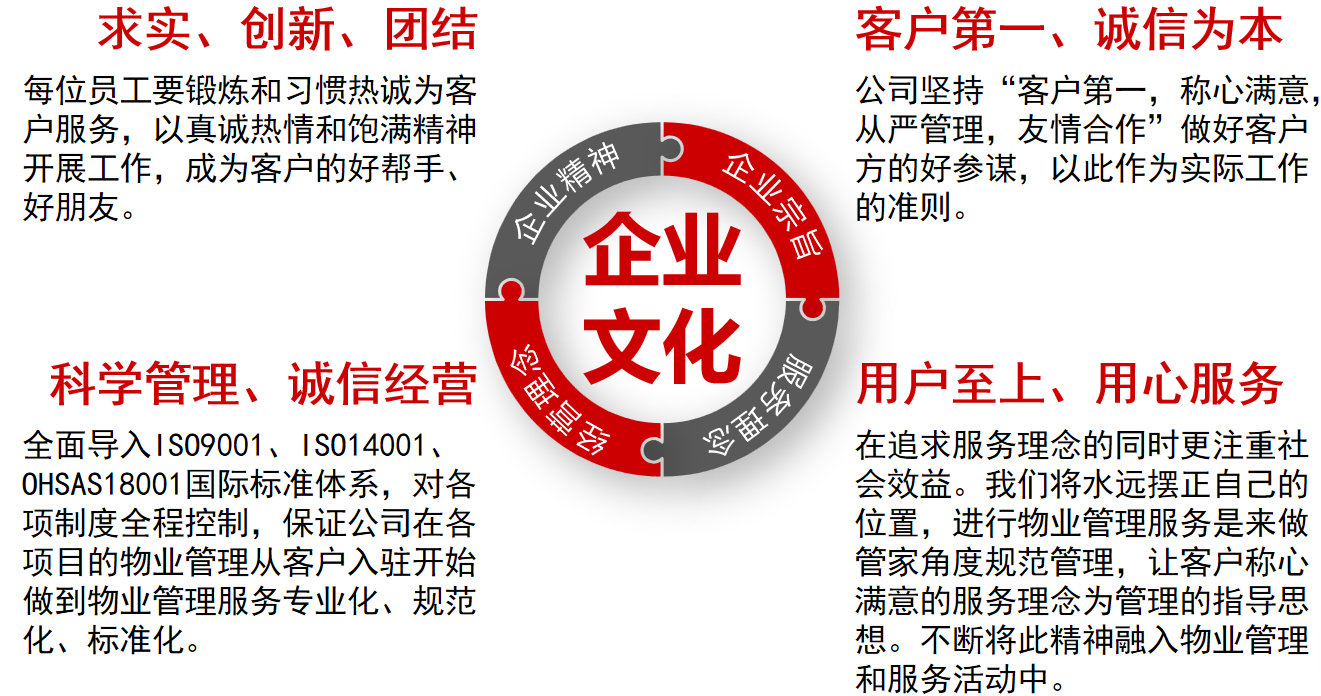 求实、创新、团结
每位员工要锻炼和习惯热诚为客
户服务，以真诚热情和饱满精神
开展工作，成为客户的好帮手、
好朋友。
客户第一、诚信为本
公司坚持“客户第一，称心满意，
从严管理，友情合作”做好客户
方的好参谋，以此作为实际工作
的准则。
企业精神
企业宗旨
企业
文化
经营理念
服务理念
科学管理、诚信经营
全面导入ISO9001、ISO14001、
OHSAS18001国际标准体系，对各
项制度全程控制，保证公司在各
项目的物业管理从客户入驻开始
做到物业管理服务专业化、规范
化、标准化。
用户至上、用心服务
在追求服务理念的同时更注重社
会效益。我们将水远摆正自己的
位置，进行物业管理服务是来做
管家角度规范管理，让客户称心
满意的服务理念为管理的指导思
想。不断将此精神融入物业管理
和服务活动中。